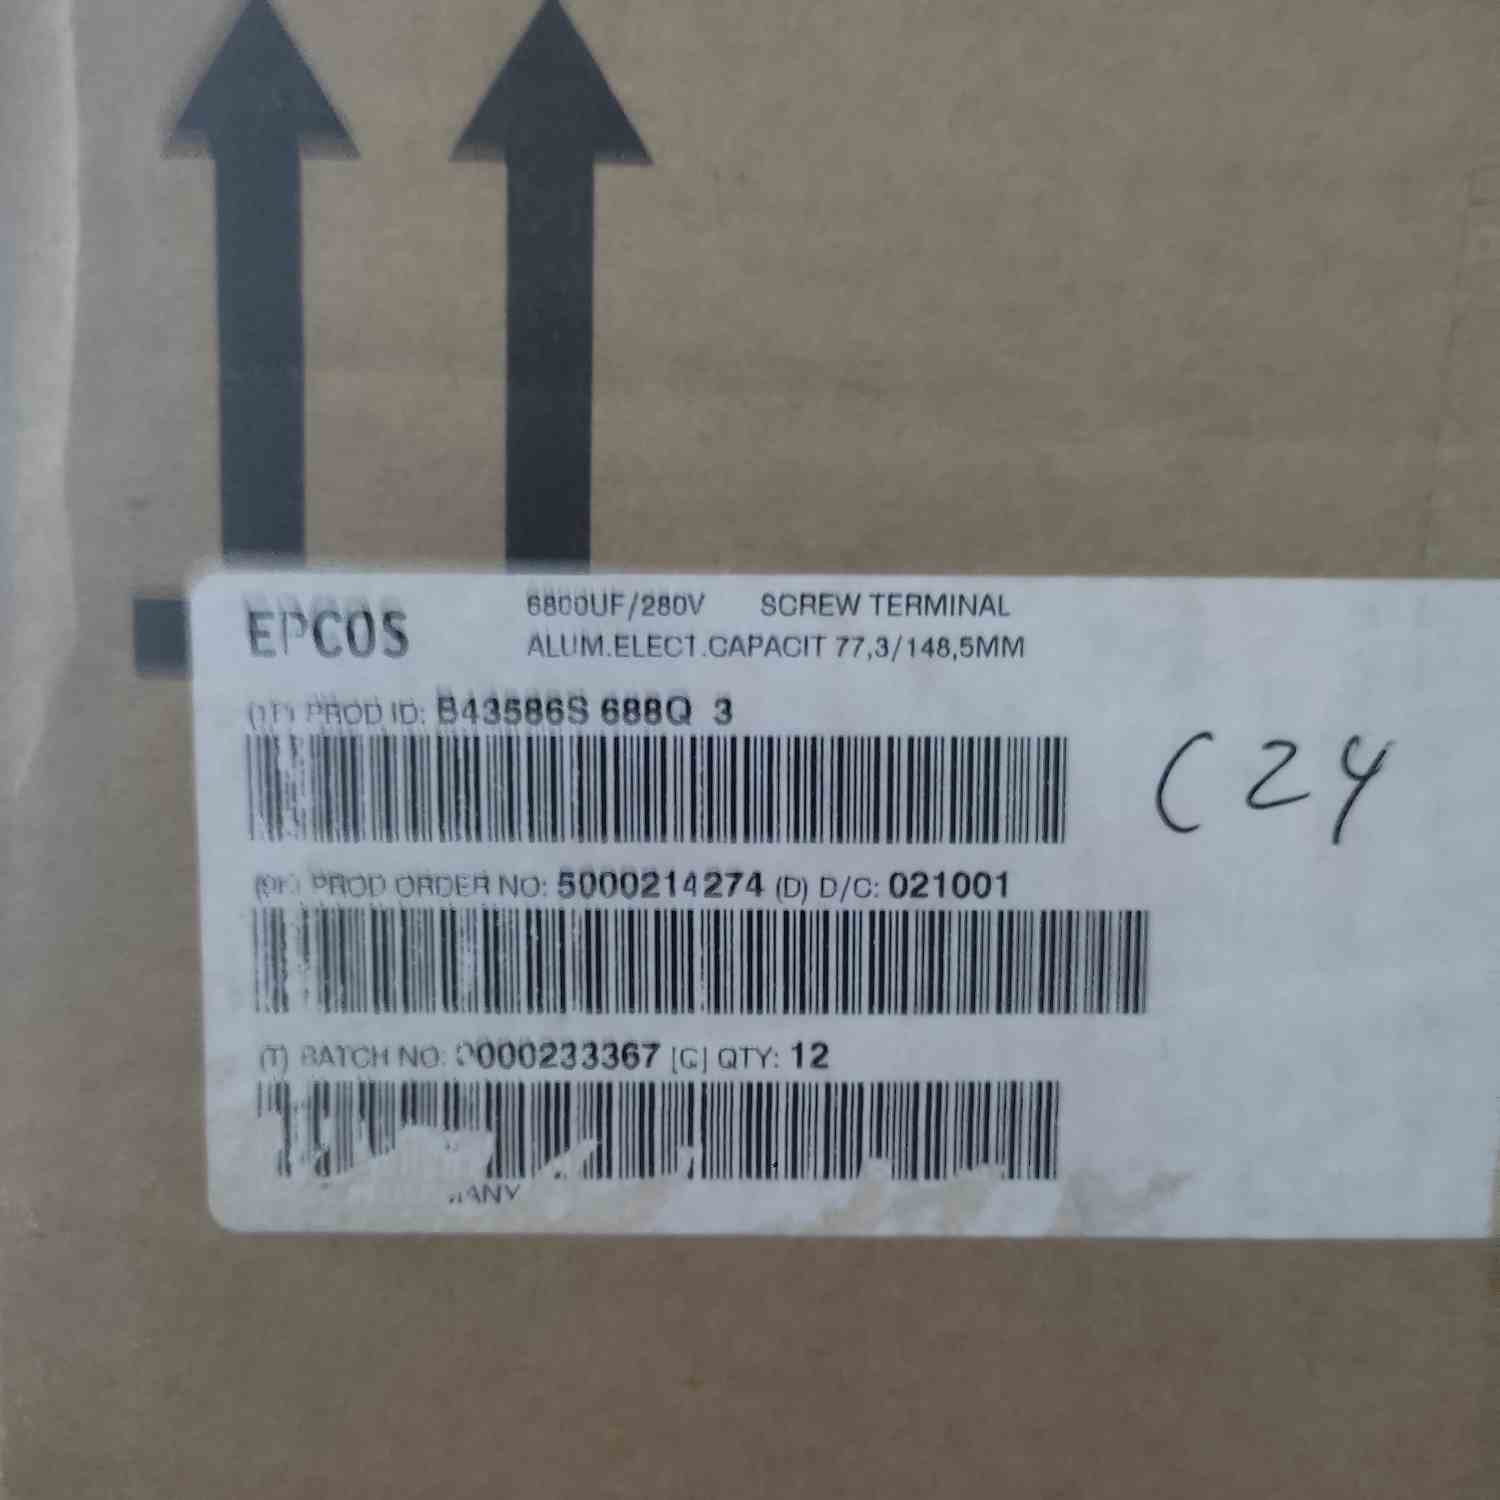 EPCOS
6800UF/280V SCREW TERMINAL
ALUM.ELECT.CAPACIT 77,3/148,5MM
(1P) PROD ID: B43586S 688Q 3
C24
PROD ORDER NO: 5000214274 (D) D/C: 021001
(T) BATCH NO: 0000233367 [Q] QTY: 12